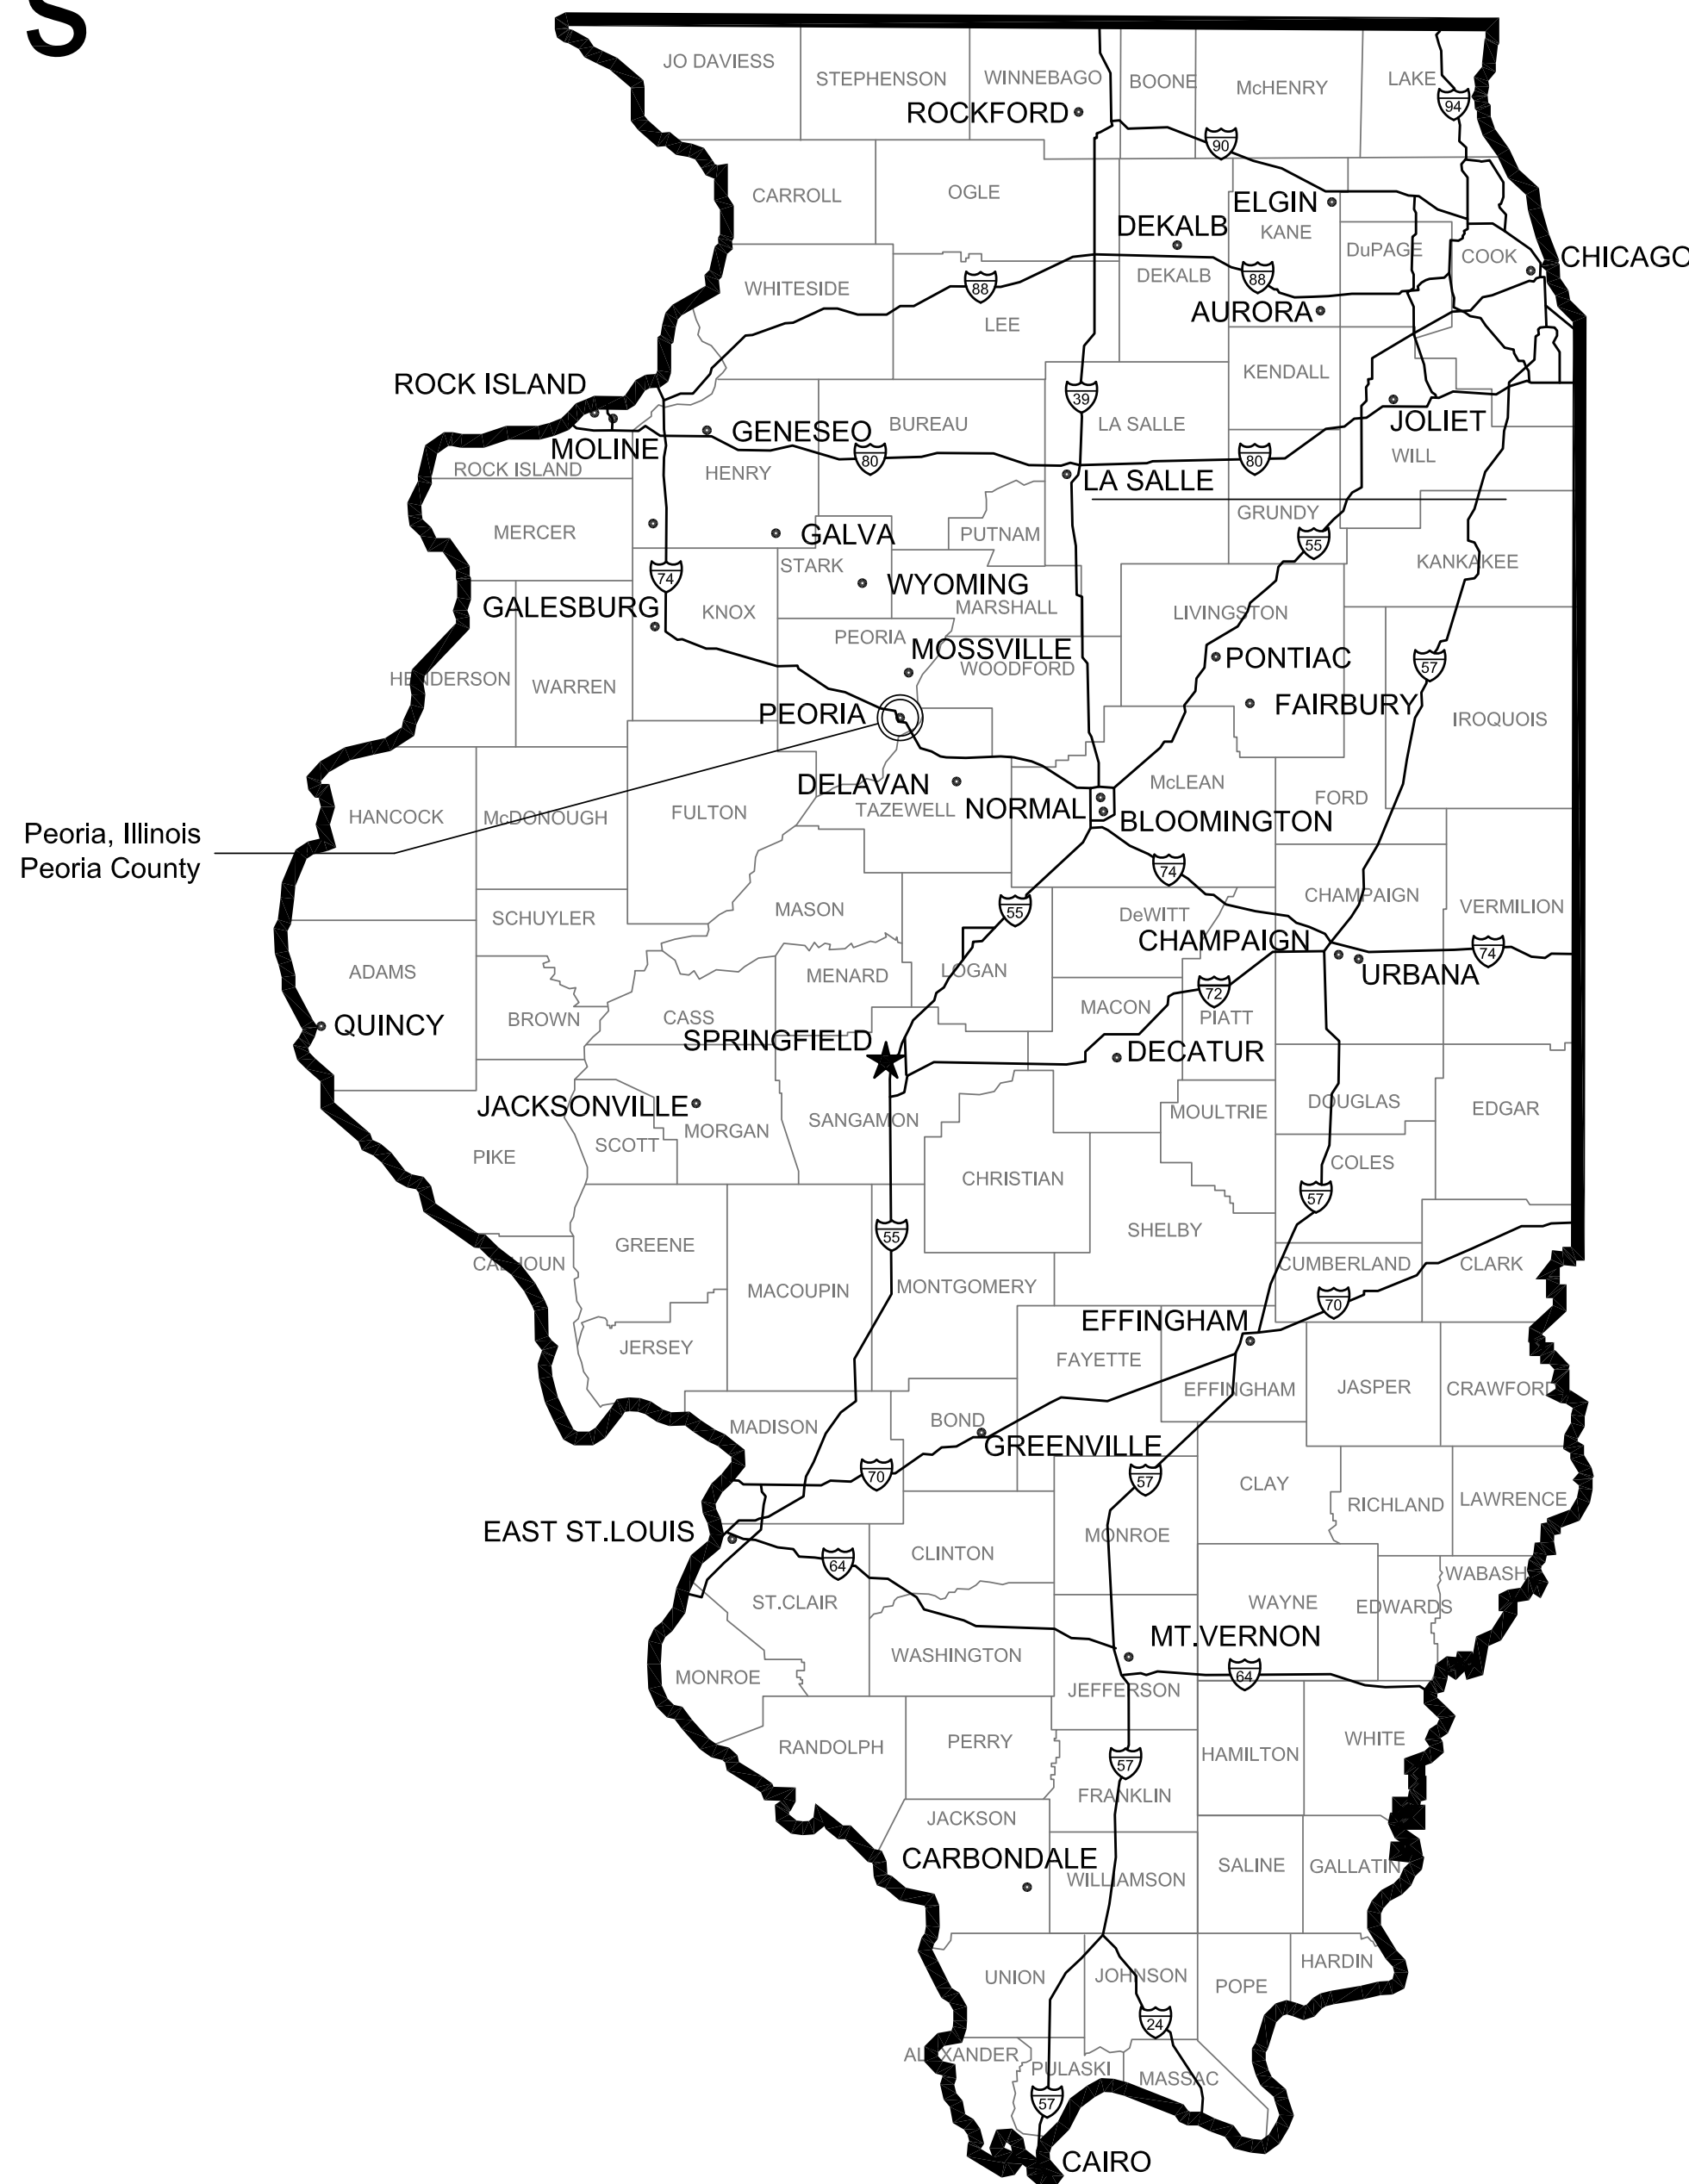 S
JO DAVIESS
STEPHENSON
WINNEBAGO
BOONE
McHENRY
LAKE
94
ROCKFORD
90
CARROLL
OGLE
ELGIN
DEKALB
KANE
DuPAGE
COOK
CHICAGO
DEKALB
88
WHITESIDE
88
AURORA
LEE
ROCK ISLAND
KENDALL
39
JOLIET
GENESEO
BUREAU
LA SALLE
MOLINE
80
80
WILL
ROCK ISLAND
HENRY
LA SALLE
GRUNDY
MERCER
GALVA
PUTNAM
55
KANKAKEE
STARK
74
WYOMING
GALESBURG
KNOX
MARSHALL
LIVINGSTON
PEORIA
MOSSVILLE
PONTIAC
57
WOODFORD
HENDERSON
WARREN
FAIRBURY
PEORIA
IROQUOIS
DELAVAN
McLEAN
TAZEWELL
NORMAL
FORD
HANCOCK
McDONOUGH
FULTON
BLOOMINGTON
Peoria, Illinois
Peoria County
74
MASON
55
CHAMPAIGN
VERMILION
SCHUYLER
DeWITT
CHAMPAIGN
74
ADAMS
MENARD
LOGAN
URBANA
72
MACON
PIATT
BROWN
CASS
QUINCY
SPRINGFIELD
DECATUR
JACKSONVILLE
MOULTRIE
DOUGLAS
EDGAR
SANGAMON
MORGAN
SCOTT
PIKE
COLES
CHRISTIAN
57
SHELBY
55
GREENE
CALHOUN
CUMBERLAND
CLARK
MACOUPIN
MONTGOMERY
70
EFFINGHAM
JERSEY
FAYETTE
EFFINGHAM
JASPER
CRAWFORD
MADISON
BOND
GREENVILLE
70
57
CLAY
RICHLAND
LAWRENCE
EAST ST.LOUIS
MONROE
CLINTON
64
WABASH
ST.CLAIR
WAYNE
EDWARDS
MT.VERNON
WASHINGTON
MONROE
64
JEFFERSON
RANDOLPH
PERRY
HAMILTON
WHITE
57
FRANKLIN
JACKSON
CARBONDALE
WILLIAMSON
SALINE
GALLATIN
UNION
JOHNSON
POPE
HARDIN
24
ALEXANDER
PULASKI
MASSAC
57
CAIRO